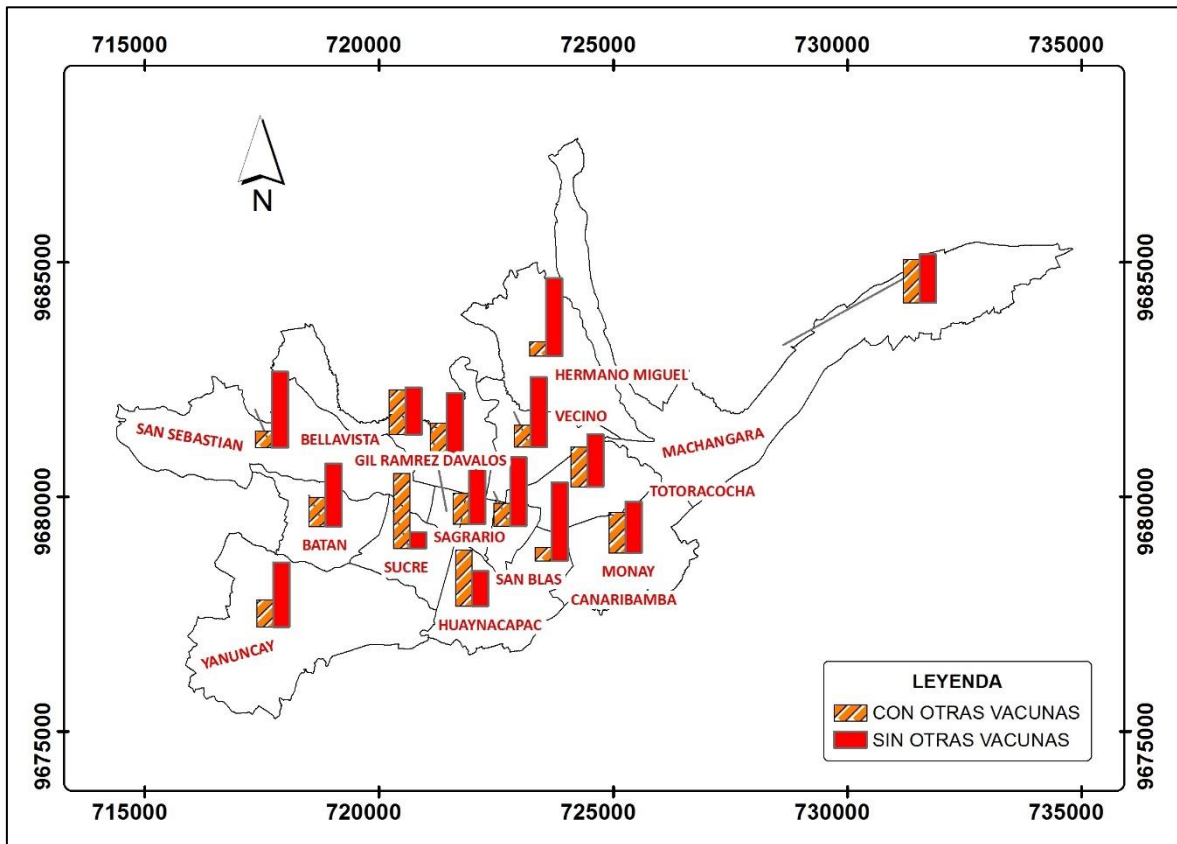 715000 720000 725000 730000 735000
9685000 9685000
N
HERMANO MIGUEL
VECINO
SAN SEBASTIAN
BELLAVISTA
MACHANGARA
GIL RAMREZ DAVALOS
TOTORACOCHA
9680000 9680000
SAGRARIO
BATAN
SUCRE
SAN BLAS
MONAY
CANARIBAMBA
HUAYNACAPAC
YANUNCAY
LEYENDA
CON OTRAS VACUNAS
SIN OTRAS VACUNAS
9675000 9675000
715000 720000 725000 730000 735000